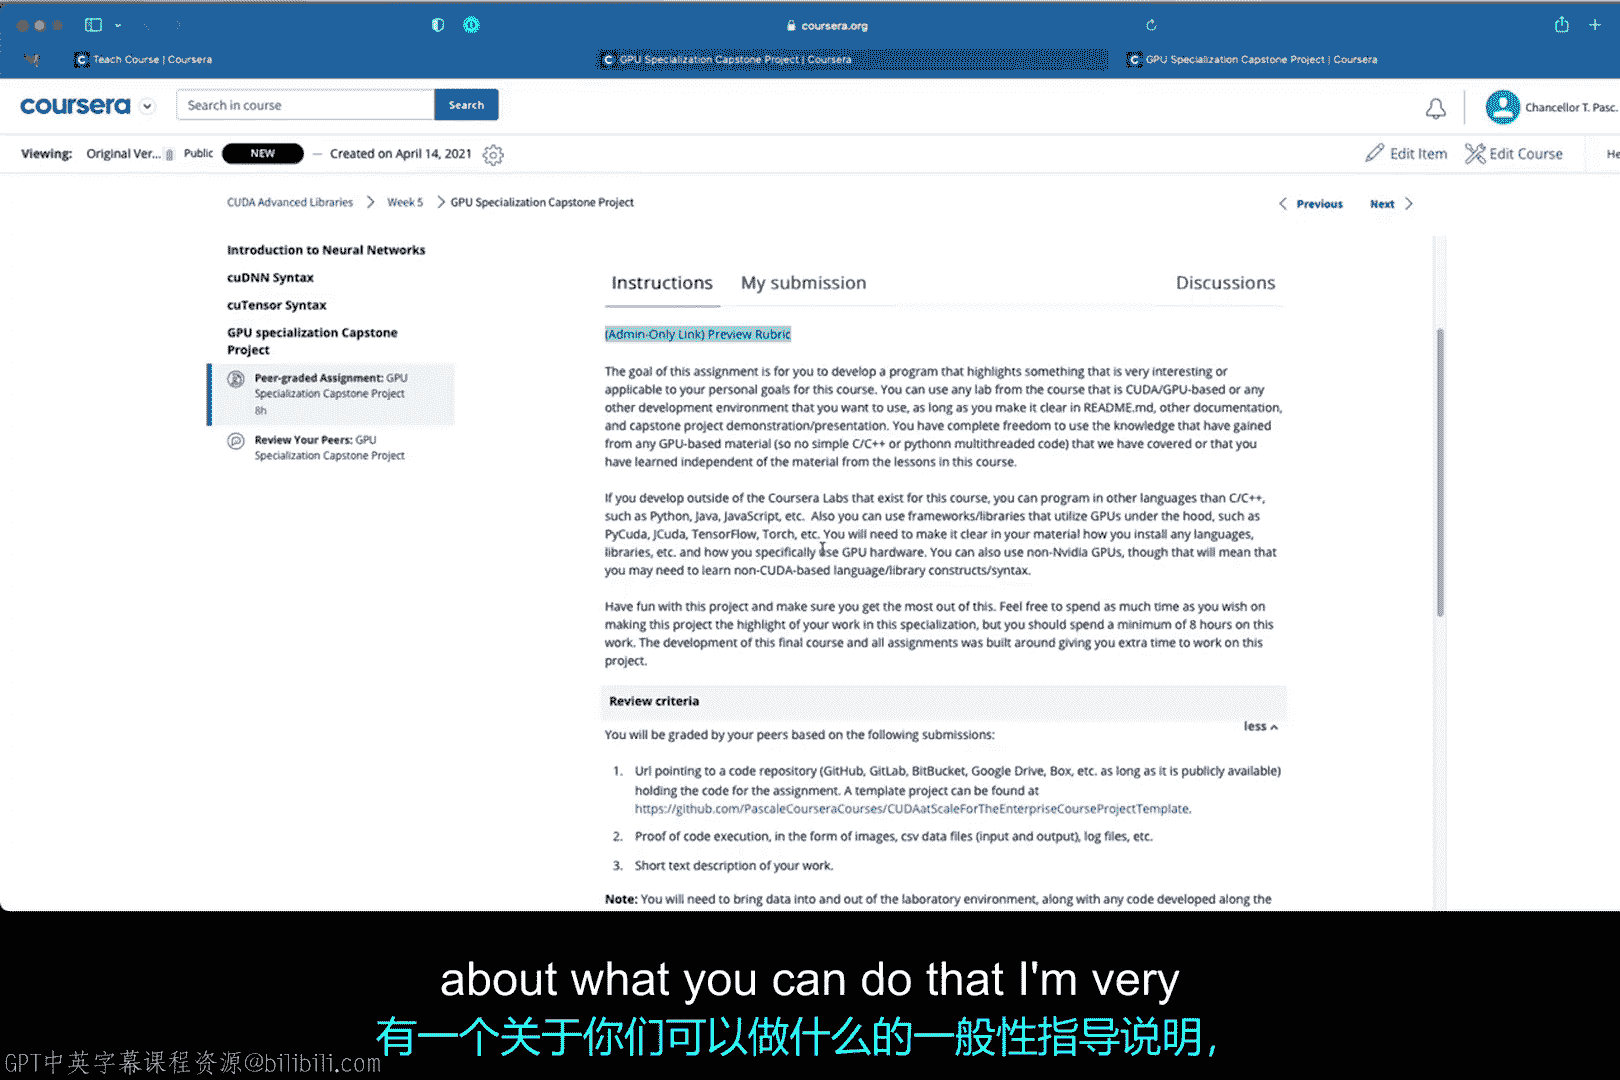 coursera.org
Teach Course | Coursera
GPU Specialization Capstone Project | Coursera
GPU Specialization Capstone Project | Coursera
coursera
Search in course
Search
Chancellor T. Pasc.
Viewing: Original Ver... Public NEW — Created on April 14, 2021
Edit Item
Edit Course
He
CUDA Advanced Libraries > Week 5 > GPU Specialization Capstone Project
Previous
Next
Introduction to Neural Networks
cuDNN Syntax
cuTensor Syntax
GPU specialization Capstone
Project
Peer-graded Assignment: GPU
Specialization Capstone Project
8h
Review Your Peers: GPU
Specialization Capstone Project
Instructions
My submission
Discussions
(Admin-Only Link) Preview Rubric
The goal of this assignment is for you to develop a program that highlights something that is very interesting or
applicable to your personal goals for this course. You can use any lab from the course that is CUDA/GPU-based or any
other development environment that you want to use, as long as you make it clear in README.md, other documentation,
and capstone project demonstration/presentation. You have complete freedom to use the knowledge that have gained
from any GPU-based material (so no simple C/C++ or pythonn multithreaded code) that we have covered or that you
have learned independent of the material from the lessons in this course.
If you develop outside of the Coursera Labs that exist for this course, you can program in other languages than C/C++,
such as Python, Java, JavaScript, etc. Also you can use frameworks/libraries that utilize GPUs under the hood, such as
PyCuda, JCuda, TensorFlow, Torch, etc. You will need to make it clear in your material how you install any languages,
libraries, etc. and how you specifically use GPU hardware. You can also use non-Nvidia GPUs, though that will mean that
you may need to learn non-CUDA-based language/library constructs/syntax.
Have fun with this project and make sure you get the most out of this. Feel free to spend as much time as you wish on
making this project the highlight of your work in this specialization, but you should spend a minimum of 8 hours on this
work. The development of this final course and all assignments was built around giving you extra time to work on this
project.
Review criteria
less
You will be graded by your peers based on the following submissions:
1. Url pointing to a code repository (GitHub, GitLab, BitBucket, Google Drive, Box, etc. as long as it is publicly available)
holding the code for the assignment. A template project can be found at
https://github.com/PascaleCourseraCourses/CUDAatScaleForTheEnterpriseCourseProjectTemplate.
2. Proof of code execution, in the form of images, csv data files (input and output), log files, etc.
3. Short text description of your work.
Note: You will need to bring data into and out of the laboratory environment, along with any code developed along the
about what you can do that I'm very
有一个关于你们可以做什么的一般性指导说明，
GPT中英字幕课程资源@bilibili.com